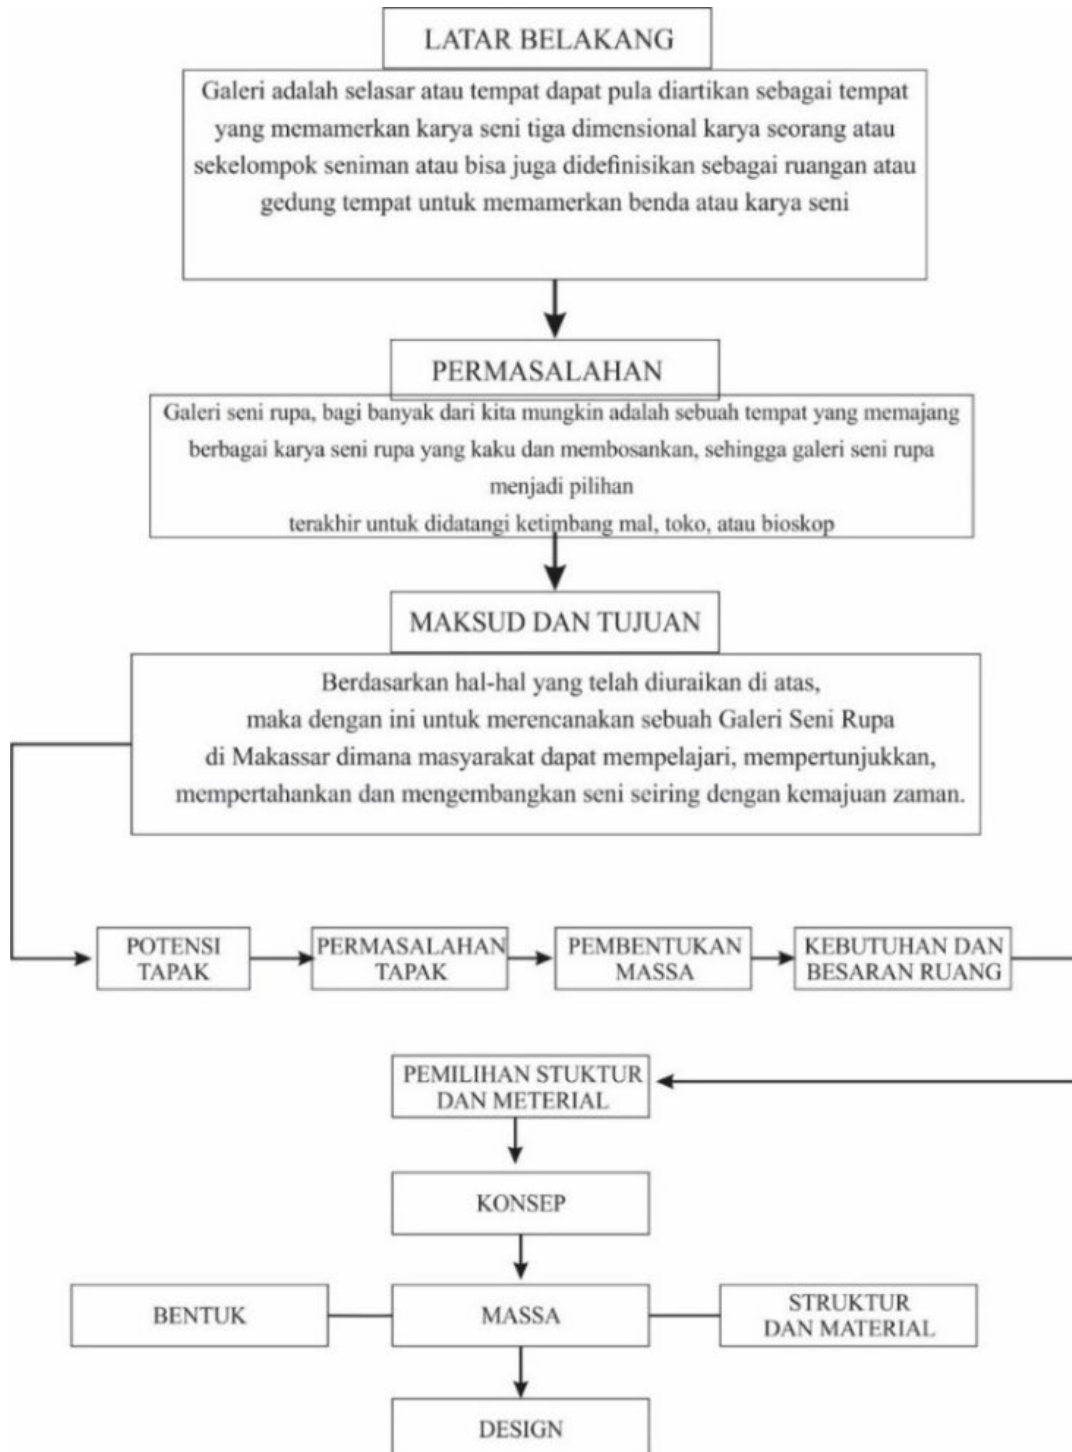 LATAR BELAKANG
Galeri adalah selasar atau tempat dapat pula diartikan sebagai tempat
yang memamerkan karya seni tiga dimensional karya seorang atau
sekelompok seniman atau bisa juga didefinisikan sebagai ruangan atau
gedung tempat untuk memamerkan benda atau karya seni
PERMASALAHAN
Galeri seni rupa, bagi banyak dari kita mungkin adalah sebuah tempat yang memajang
berbagai karya seni rupa yang kaku dan membosankan, sehingga galeri seni rupa
menjadi pilihan
terakhir untuk didatangi ketimbang mal, toko, atau bioskop
MAKSUD DAN TUJUAN
Berdasarkan hal-hal yang telah diuraikan di atas,
maka dengan ini untuk merencanakan sebuah Galeri Seni Rupa
di Makassar dimana masyarakat dapat mempelajari, mempertunjukkan,
mempertahankan dan mengembangkan seni seiring dengan kemajuan zaman.
POTENSI
TAPAK
PERMASALAHAN
TAPAK
PEMBENTUKAN
MASSA
KEBUTUHAN DAN
BESARAN RUANG
PEMILIHAN STUKTUR
DAN METERIAL
KONSEP
BENTUK
MASSA
STRUKTUR
DAN MATERIAL
DESIGN